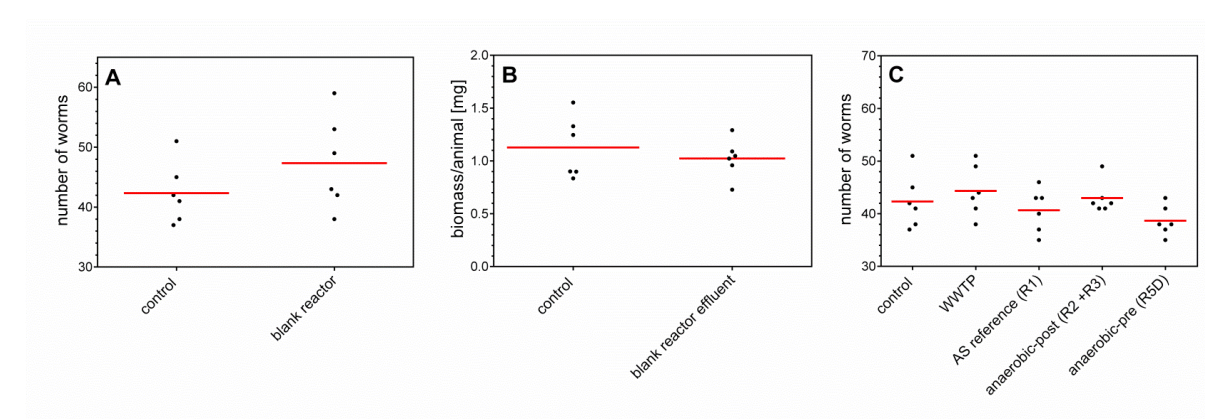 A
number of worms
60
50
40
30
control
blank reactor
B
biomass/animal [mg]
2.0
1.5
1.0
0.5
0.0
control
blank reactor effluent
C
number of worms
70
60
50
40
30
control
WWTP
AS reference (R1)
anaerobic-post (R2 +R3)
anaerobic-pre (R5D)